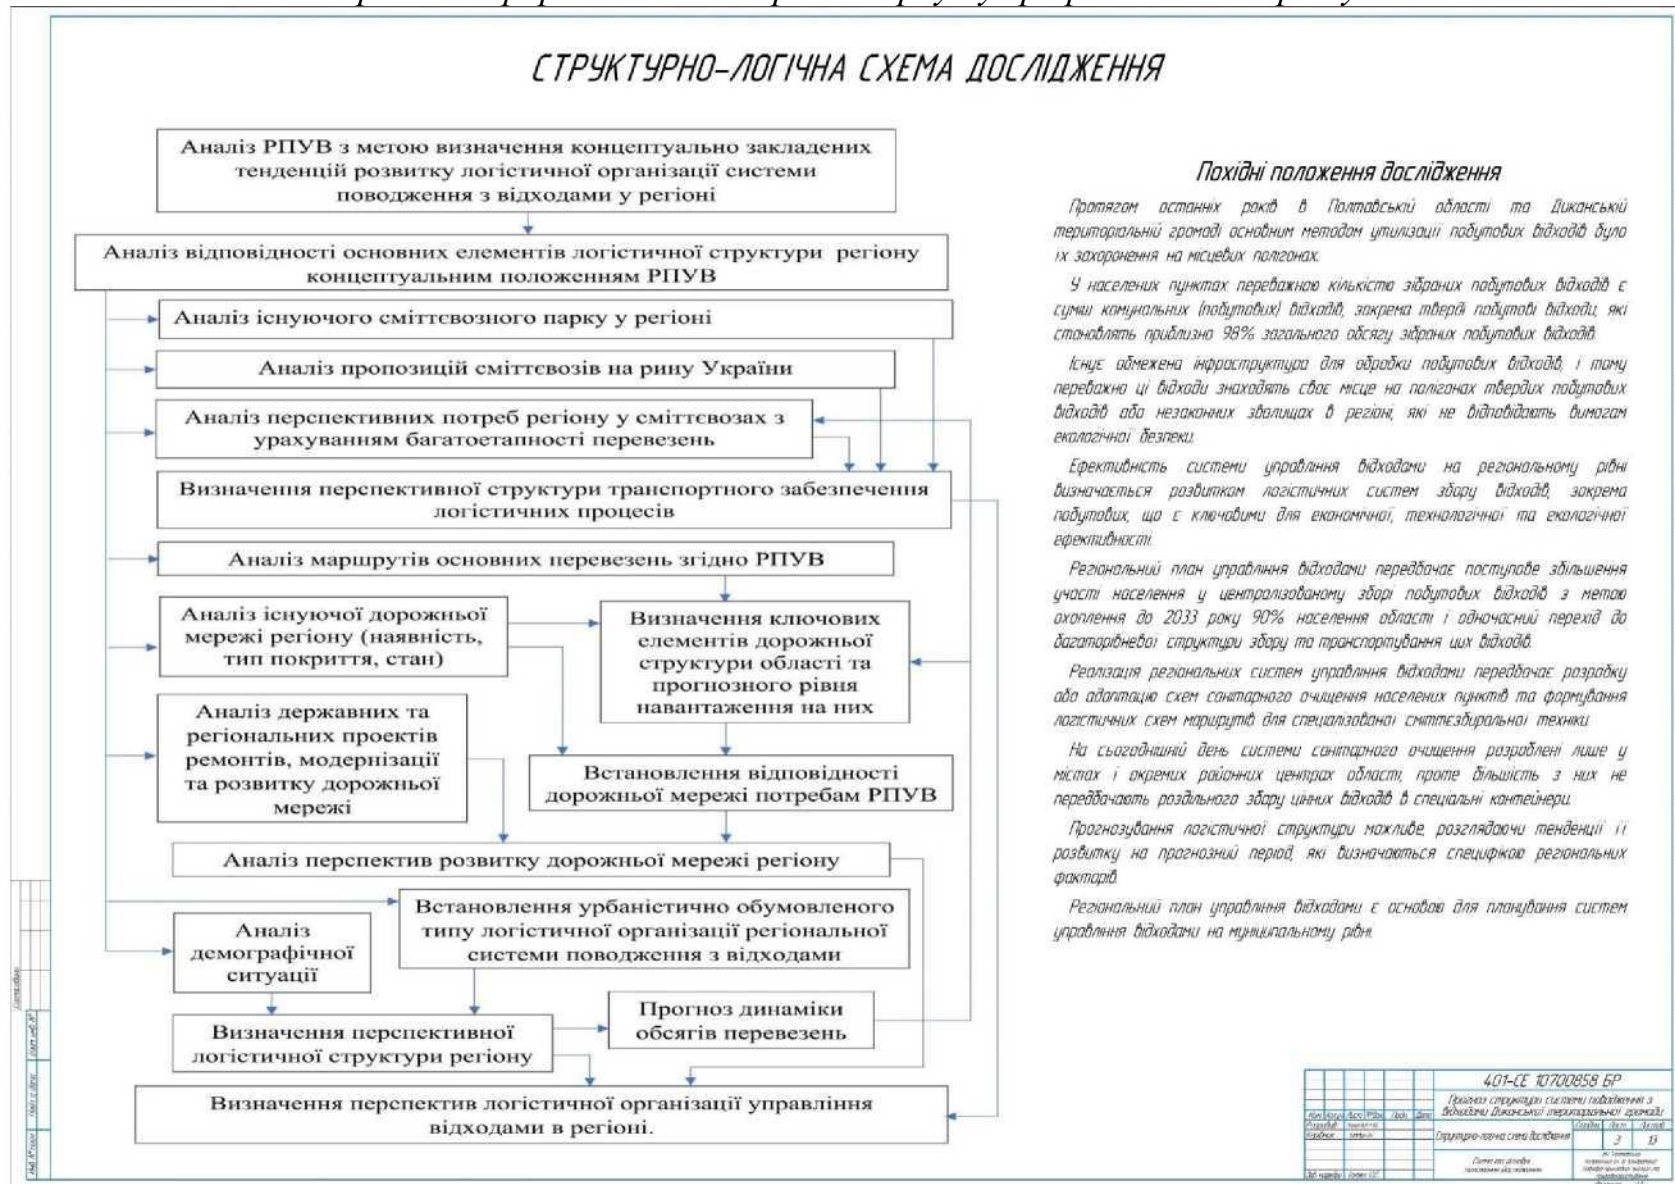 СТРУКТУРНО-ЛОГІЧНА СХЕМА ДОСЛІДЖЕННЯ
Аналіз РПУВ з метою визначення концептуально закладених
тенденцій розвитку логістичної організації системи
поводження з відходами у регіоні
Аналіз відповідності основних елементів логістичної структури регіону
концептуальним положенням РПУВ
Аналіз існуючого сміттєвозного парку у регіоні
Аналіз пропозицій сміттєвозів на рину України
Аналіз перспективних потреб регіону у сміттєвозах з
урахуванням багатоетапності перевезень
Визначення перспективної структури транспортного забезпечення
логістичних процесів
Аналіз маршрутів основних перевезень згідно РПУВ
Аналіз існуючої дорожньої
мережі регіону (наявність,
тип покриття, стан)
Визначення ключових
елементів дорожньої
структури області та
прогнозного рівня
навантаження на них
Аналіз державних та
регіональних проектів
ремонтів, модернізації
та розвитку дорожньої
мережі
Встановлення відповідності
дорожньої мережі потребам РПУВ
Аналіз перспектив розвитку дорожньої мережі регіону
Встановлення урбаністично обумовленого
типу логістичної організації регіональної
системи поводження з відходами
Аналіз
демографічної
ситуації
Визначення перспективної
логістичної структури регіону
Прогноз динаміки
обсягів перевезень
Визначення перспектив логістичної організації управління
відходами в регіоні.
Похідні положення дослідження
Протягом останніх років в Полтавській області та Диканській
територіальній громаді основним методом утилізації побутових відходів було
їх захоронення на місцевих полігонах.
У населених пунктах переважною кількістю зібраних побутових відходів є
суміш комунальних (побутових) відходів, зокрема тверді побутові відходи, які
становлять приблизно 98% загального обсягу зібраних побутових відходів.
Існує обмежена інфраструктура для обробки побутових відходів, і тому
переважно ці відходи знаходять своє місце на полігонах твердих побутових
відходів або незаконних звалищах в регіоні, які не відповідають вимогам
екологічної безпеки.
Ефективність системи управління відходами на регіональному рівні
визначається розвитком логістичних систем збору відходів, зокрема
побутових, що є ключовими для економічної, технологічної та екологічної
ефективності.
Регіональний план управління відходами передбачає поступове збільшення
участі населення у централізованому зборі побутових відходів з метою
охоплення до 2033 року 90% населення області і одночасний перехід до
багаторівневої структури збору та транспортування цих відходів.
Реалізація регіональних систем управління відходами передбачає розробку
або адаптацію схем санітарного очищення населених пунктів та формування
логістичних схем маршрутів для спеціалізованої сміттєзбиральної техніки.
На сьогоднішній день системи санітарного очищення розроблені лише у
містах і окремих районних центрах області, проте більшість з них не
передбачають роздільного збору цінних відходів в спеціальні контейнери.
Прогнозування логістичної структури можливе, розглядаючи тенденції її
розвитку на прогнозний період, які визначаються специфікою регіональних
факторів.
Регіональний план управління відходами є основою для планування систем
управління відходами на муніципальному рівні.
401-СЕ 10700858 БР
Прогноз структури системи поводження з
відходами Диканської територіальної громади
Структурно-логічна схема дослідження
3 13